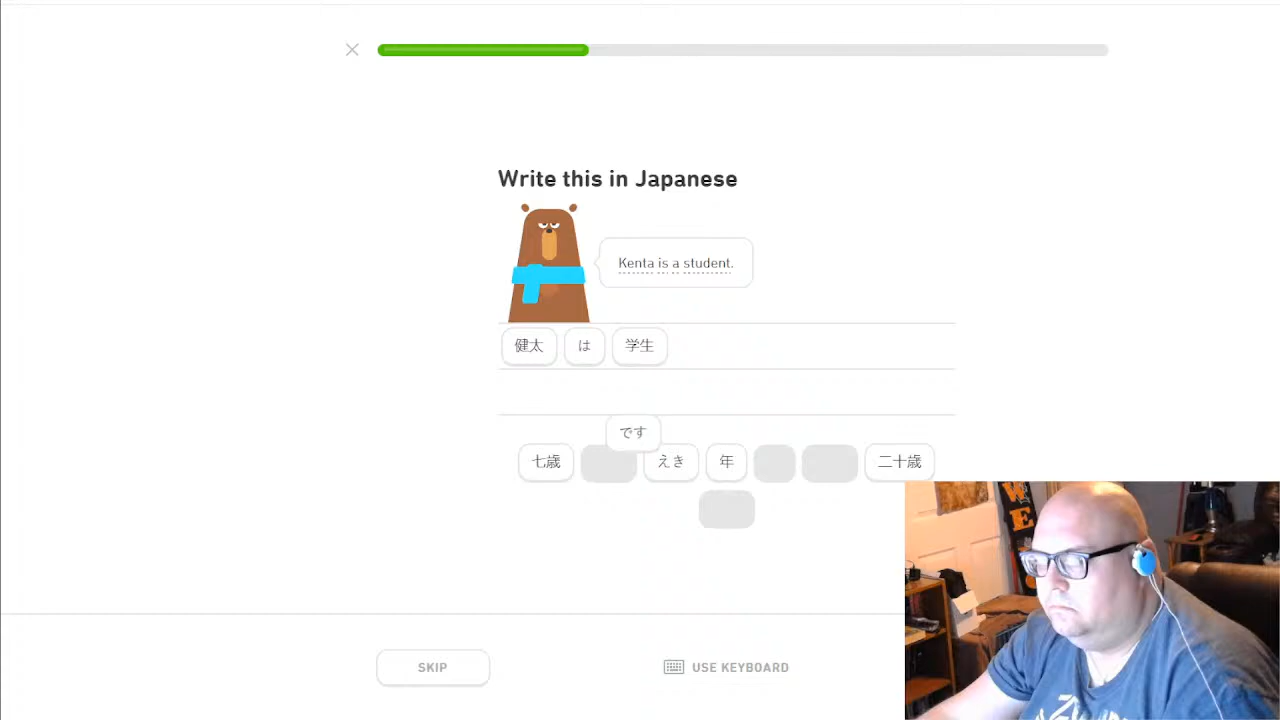 Write this in Japanese
Kenta is a student.
健太 は 学生
です
七歳 えき 年 二十歳
WE
SKIP
USE KEYBOARD